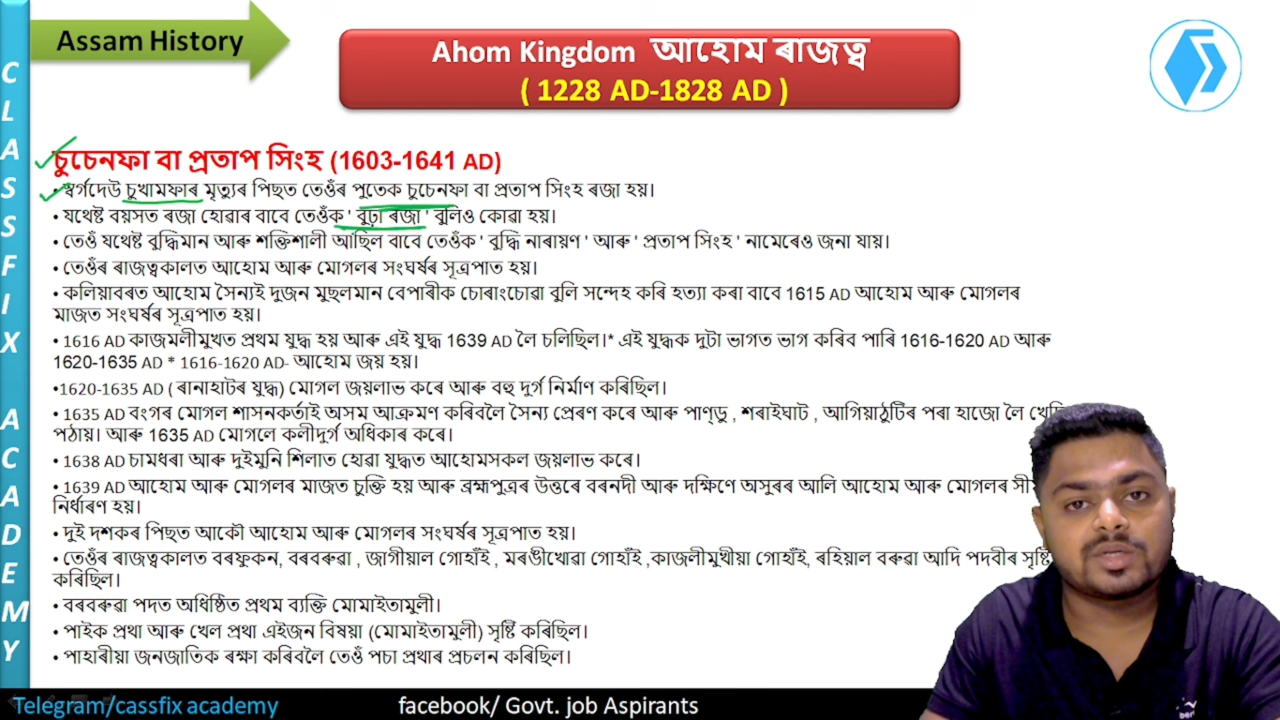 Assam History
Ahom Kingdom আহোম ৰাজত্ব
( 1228 AD-1828 AD )
CLASSFIX ACADEMY
চুচেনফা বা প্ৰতাপ সিংহ (1603-1641 AD)
• স্বৰ্গদেউ চুখামফাৰ মৃত্যুৰ পিছত তেওঁৰ পুতেক চুচেনফা বা প্ৰতাপ সিংহ ৰজা হয়।
• যথেষ্ট বয়সত ৰজা হোৱাৰ বাবে তেওঁক ' বুঢ়া ৰজা ' বুলিও কোৱা হয়।
• তেওঁ যথেষ্ট বুদ্ধিমান আৰু শক্তিশালী আছিল বাবে তেওঁক ' বুদ্ধি নাৰায়ণ ' আৰু ' প্ৰতাপ সিংহ ' নামেৰেও জনা যায়।
• তেওঁৰ ৰাজত্বকালত আহোম আৰু মোগলৰ সংঘৰ্ষৰ সূত্ৰপাত হয়।
• কলিয়াবৰত আহোম সৈন্যই দুজন মুছলমান বেপাৰীক চোৰাংচোৱা বুলি সন্দেহ কৰি হত্যা কৰা বাবে 1615 AD আহোম আৰু মোগলৰ
মাজত সংঘৰ্ষৰ সূত্ৰপাত হয়।
• 1616 AD কাজমলীমুখত প্ৰথম যুদ্ধ হয় আৰু এই যুদ্ধ 1639 AD লৈ চলিছিল।* এই যুদ্ধক দুটা ভাগত ভাগ কৰিব পাৰি 1616-1620 AD আৰু
1620-1635 AD * 1616-1620 AD- আহোম জয় হয়।
•1620-1635 AD ( ৰানাহাটৰ যুদ্ধ) মোগল জয়লাভ কৰে আৰু বহু দুৰ্গ নিৰ্মাণ কৰিছিল।
• 1635 AD বংগৰ মোগল শাসনকৰ্তাই অসম আক্ৰমণ কৰিবলৈ সৈন্য প্ৰেৰণ কৰে আৰু পাণ্ডু , শৰাইঘাট , আগিয়াঠুটিৰ পৰা হাজো লৈ
পঠায়। আৰু 1635 AD মোগলে কলীদুৰ্গ অধিকাৰ কৰে।
• 1638 AD চামধৰা আৰু দুইমুনি শিলাত হোৱা যুদ্ধত আহোমসকল জয়লাভ কৰে।
• 1639 AD আহোম আৰু মোগলৰ মাজত চুক্তি হয় আৰু ব্ৰহ্মপুত্ৰৰ উত্তৰে বৰনদী আৰু দক্ষিণে অসুৰৰ আলি আহোম আৰু মোগলৰ
নিৰ্ধাৰণ হয়।
• দুই দশকৰ পিছত আকৌ আহোম আৰু মোগলৰ সংঘৰ্ষৰ সূত্ৰপাত হয়।
• তেওঁৰ ৰাজত্বকালত বৰফুকন, বৰবৰুৱা , জাগীয়াল গোহাঁই , মৰঙীখোৱা গোহাঁই ,কাজলীমুখীয়া গোহাঁই, ৰহিয়াল বৰুৱা আদি পদবীৰ সৃষ্টি
কৰিছিল।
• বৰবৰুৱা পদত অধিষ্ঠিত প্ৰথম ব্যক্তি মোমাইতামুলী।
• পাইক প্ৰথা আৰু খেল প্ৰথা এইজন বিষয়া (মোমাইতামুলী) সৃষ্টি কৰিছিল।
• পাহাৰীয়া জনজাতিক ৰক্ষা কৰিবলৈ তেওঁ পচা প্ৰথাৰ প্ৰচলন কৰিছিল।
Telegram/cassfix academy facebook/ Govt. job Aspirants